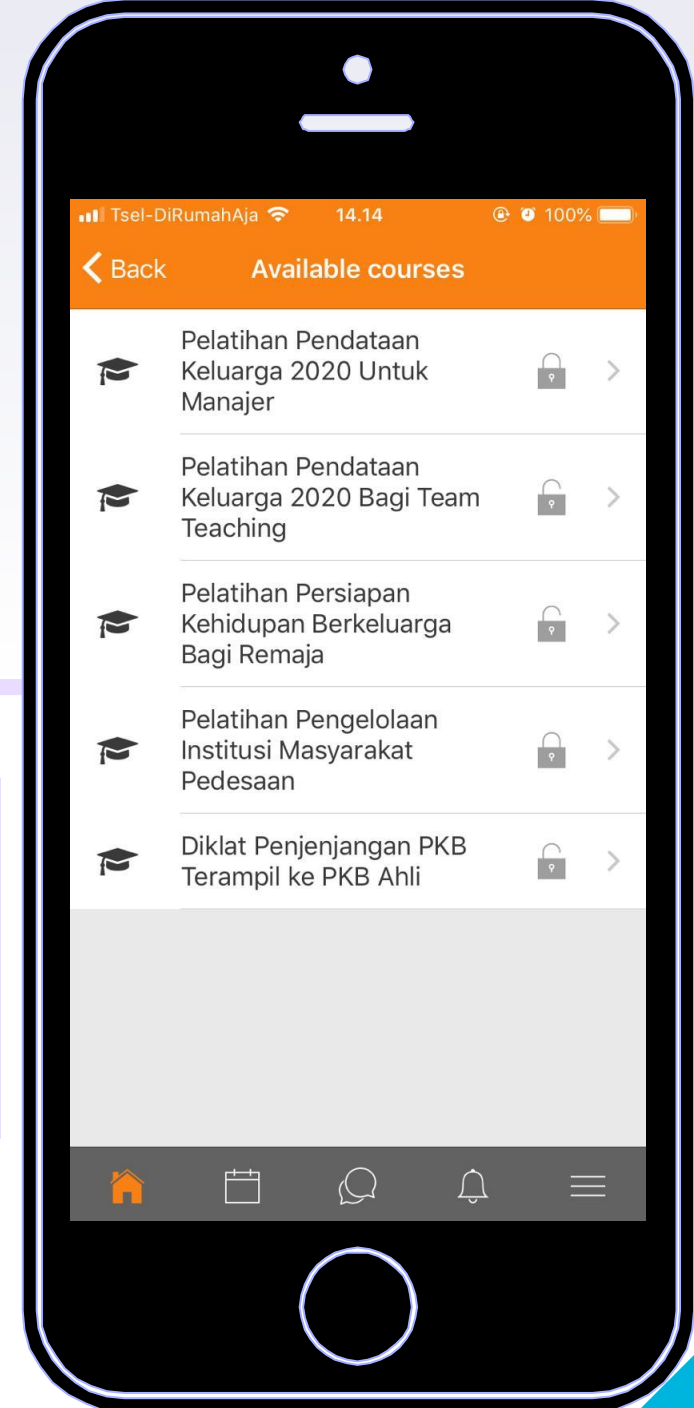 Tsel-DiRumahAja 14.14 100%
Back Available courses
Pelatihan Pendataan
Keluarga 2020 Untuk
Manajer
Pelatihan Pendataan
Keluarga 2020 Bagi Team
Teaching
Pelatihan Persiapan
Kehidupan Berkeluarga
Bagi Remaja
Pelatihan Pengelolaan
Institusi Masyarakat
Pedesaan
Diklat Penjenjangan PKB
Terampil ke PKB Ahli